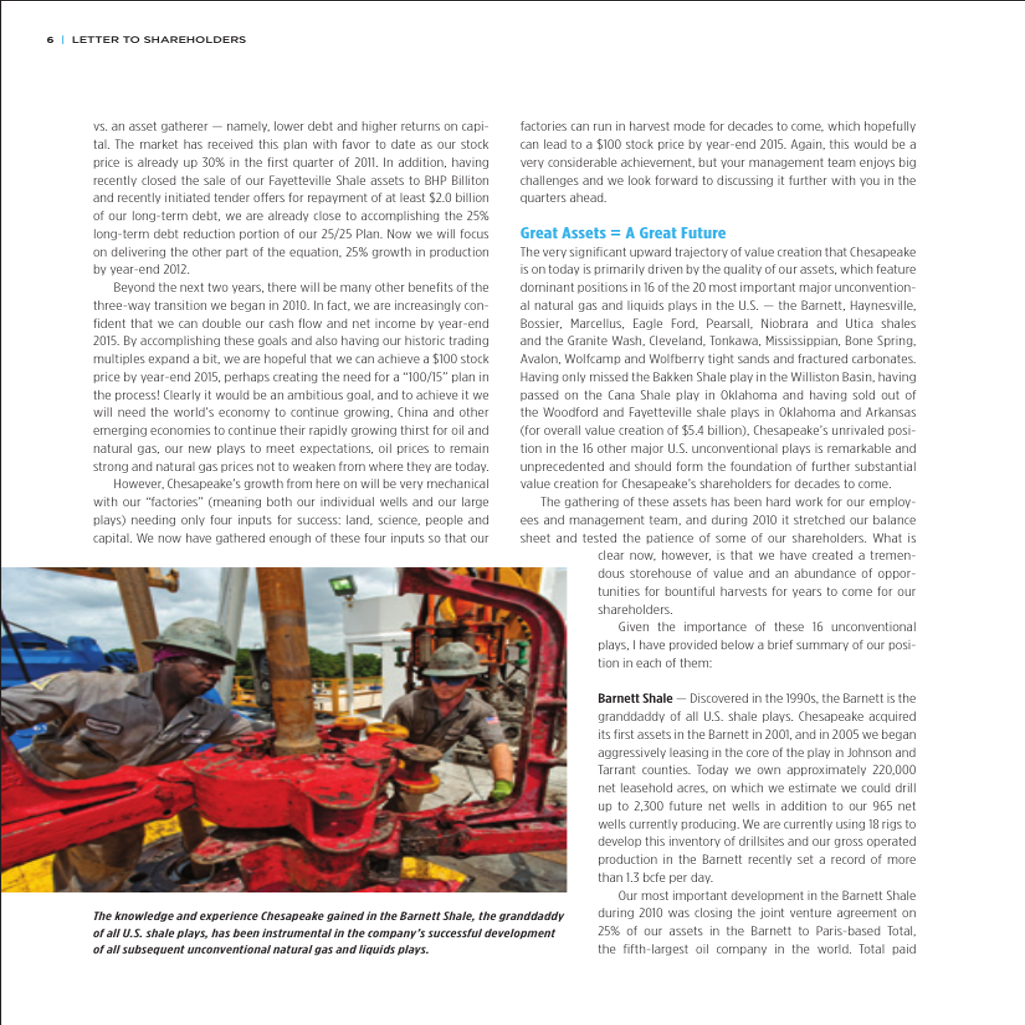 6 | LETTER TO SHAREHOLDERS
vs. an asset gatherer — namely, lower debt and higher returns on capi-
tal. The market has received this plan with favor to date as our stock
price is already up 30% in the first quarter of 2011. In addition, having
recently closed the sale of our Fayetteville Shale assets to BHP Billiton
and recently initiated tender offers for repayment of at least $2.0 billion
of our long-term debt, we are already close to accomplishing the 25%
long-term debt reduction portion of our 25/25 Plan. Now we will focus
on delivering the other part of the equation, 25% growth in production
by year-end 2012.
Beyond the next two years, there will be many other benefits of the
three-way transition we began in 2010. In fact, we are increasingly con-
fident that we can double our cash flow and net income by year-end
2015. By accomplishing these goals and also having our historic trading
multiples expand a bit, we are hopeful that we can achieve a $100 stock
price by year-end 2015, perhaps creating the need for a “100/15” plan in
the process! Clearly it would be an ambitious goal, and to achieve it we
will need the world’s economy to continue growing, China and other
emerging economies to continue their rapidly growing thirst for oil and
natural gas, our new plays to meet expectations, oil prices to remain
strong and natural gas prices not to weaken from where they are today.
However, Chesapeake’s growth from here on will be very mechanical
with our “factories” (meaning both our individual wells and our large
plays) needing only four inputs for success: land, science, people and
capital. We now have gathered enough of these four inputs so that our
factories can run in harvest mode for decades to come, which hopefully
can lead to a $100 stock price by year-end 2015. Again, this would be a
very considerable achievement, but your management team enjoys big
challenges and we look forward to discussing it further with you in the
quarters ahead.
Great Assets = A Great Future
The very significant upward trajectory of value creation that Chesapeake
is on today is primarily driven by the quality of our assets, which feature
dominant positions in 16 of the 20 most important major unconvention-
al natural gas and liquids plays in the U.S. — the Barnett, Haynesville,
Bossier, Marcellus, Eagle Ford, Pearsall, Niobrara and Utica shales
and the Granite Wash, Cleveland, Tonkawa, Mississippian, Bone Spring,
Avalon, Wolfcamp and Wolfberry tight sands and fractured carbonates.
Having only missed the Bakken Shale play in the Williston Basin, having
passed on the Cana Shale play in Oklahoma and having sold out of
the Woodford and Fayetteville shale plays in Oklahoma and Arkansas
(for overall value creation of $5.4 billion), Chesapeake’s unrivaled posi-
tion in the 16 other major U.S. unconventional plays is remarkable and
unprecedented and should form the foundation of further substantial
value creation for Chesapeake’s shareholders for decades to come.
The gathering of these assets has been hard work for our employ-
ees and management team, and during 2010 it stretched our balance
sheet and tested the patience of some of our shareholders. What is
clear now, however, is that we have created a tremen-
dous storehouse of value and an abundance of oppor-
tunities for bountiful harvests for years to come for our
shareholders.
Given the importance of these 16 unconventional
plays, I have provided below a brief summary of our posi-
tion in each of them:
Barnett Shale — Discovered in the 1990s, the Barnett is the
granddaddy of all U.S. shale plays. Chesapeake acquired
its first assets in the Barnett in 2001, and in 2005 we began
aggressively leasing in the core of the play in Johnson and
Tarrant counties. Today we own approximately 220,000
net leasehold acres, on which we estimate we could drill
up to 2,300 future net wells in addition to our 965 net
wells currently producing. We are currently using 18 rigs to
develop this inventory of drillsites and our gross operated
production in the Barnett recently set a record of more
than 1.3 bcfe per day.
Our most important development in the Barnett Shale
during 2010 was closing the joint venture agreement on
25% of our assets in the Barnett to Paris-based Total,
the fifth-largest oil company in the world. Total paid
The knowledge and experience Chesapeake gained in the Barnett Shale, the granddaddy
of all U.S. shale plays, has been instrumental in the company’s successful development
of all subsequent unconventional natural gas and liquids plays.